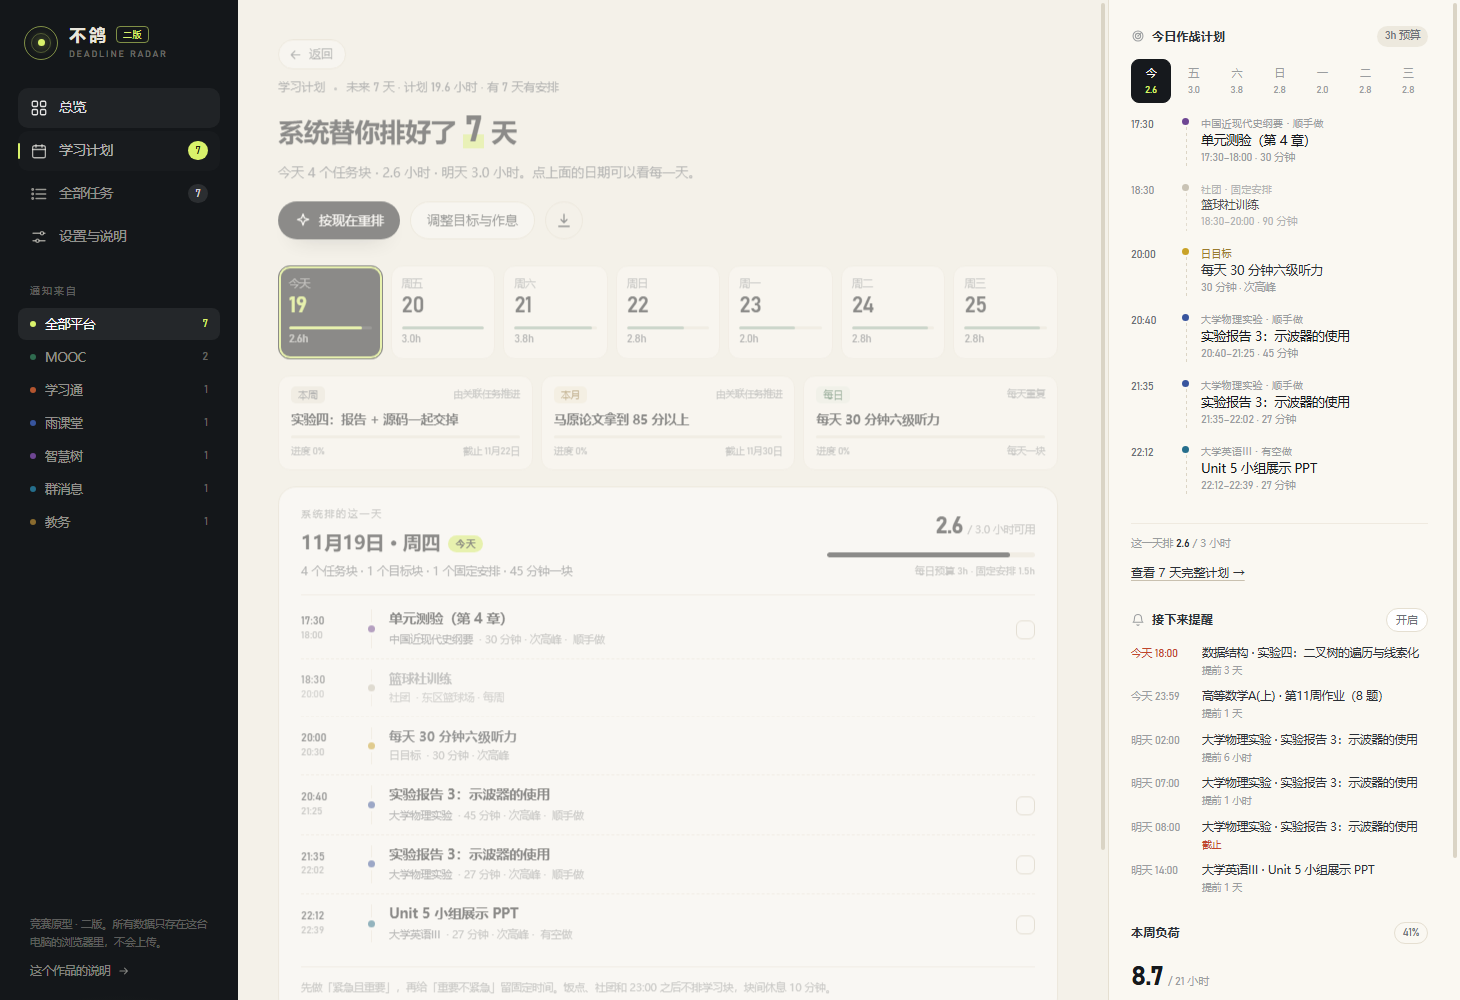 不鸽 二版
DEADLINE RADAR
总览
学习计划 7
全部任务 7
设置与说明
通知来自
全部平台 7
MOOC 2
学习通 1
雨课堂 1
智慧树 1
群消息 1
教务 1
竞赛原型 · 二版。所有数据只存在这台
电脑的浏览器里，不会上传。
这个作品的说明 →
← 返回
学习计划 · 未来 7 天 · 计划 19.6 小时 · 有 7 天有安排
系统替你排好了 7 天
今天 4 个任务块 · 2.6 小时 · 明天 3.0 小时。点上面的日期可以看每一天。
按现在重排 调整目标与作息
今天 周五 周六 周日 周一 周二 周三
19 20 21 22 23 24 25
2.6h 3.0h 3.8h 2.8h 2.0h 2.8h 2.8h
本周 由关联任务推进
实验四：报告 + 源码一起交掉
进度 0% 截止 11月22日
本月 由关联任务推进
马原论文拿到 85 分以上
进度 0% 截止 11月30日
每日 每天重复
每天 30 分钟六级听力
进度 0% 每天一块
系统排的这一天
11月19日 · 周四 今天
4 个任务块 · 1 个目标块 · 1 个固定安排 · 45 分钟一块
2.6 / 3.0 小时可用
每日预算 3h · 固定安排 1.5h
17:30 单元测验（第 4 章）
18:00 中国近现代史纲要 · 30 分钟 · 次高峰 · 顺手做
18:30 篮球社训练
20:00 社团 · 东区篮球场 · 每周
20:00 每天 30 分钟六级听力
20:30 日目标 · 30 分钟 · 次高峰
20:40 实验报告 3：示波器的使用
21:25 大学物理实验 · 45 分钟 · 次高峰 · 顺手做
21:35 实验报告 3：示波器的使用
22:02 大学物理实验 · 27 分钟 · 次高峰 · 顺手做
22:12 Unit 5 小组展示 PPT
22:39 大学英语III · 27 分钟 · 次高峰 · 有空做
先做「紧急且重要」，再给「重要不紧急」留固定时间。饭点、社团和 23:00 之后不排学习块，块间休息 10 分钟。
今日作战计划 3h 预算
今 五 六 日 一 二 三
2.6 3.0 3.8 2.8 2.0 2.8 2.8
17:30 中国近现代史纲要 · 顺手做
单元测验（第 4 章）
17:30–18:00 · 30 分钟
18:30 社团 · 固定安排
篮球社训练
18:30–20:00 · 90 分钟
20:00 日目标
每天 30 分钟六级听力
30 分钟 · 次高峰
20:40 大学物理实验 · 顺手做
实验报告 3：示波器的使用
20:40–21:25 · 45 分钟
21:35 大学物理实验 · 顺手做
实验报告 3：示波器的使用
21:35–22:02 · 27 分钟
22:12 大学英语III · 有空做
Unit 5 小组展示 PPT
22:12–22:39 · 27 分钟
这一天排 2.6 / 3 小时
查看 7 天完整计划 →
接下来提醒 开启
今天 18:00 数据结构 · 实验四：二叉树的遍历与线索化
提前 3 天
今天 23:59 高等数学A(上) · 第11周作业（8 题）
提前 1 天
明天 02:00 大学物理实验 · 实验报告 3：示波器的使用
提前 6 小时
明天 07:00 大学物理实验 · 实验报告 3：示波器的使用
提前 1 小时
明天 08:00 大学物理实验 · 实验报告 3：示波器的使用
截止
明天 14:00 大学英语III · Unit 5 小组展示 PPT
提前 1 天
本周负荷 41%
8.7 / 21 小时